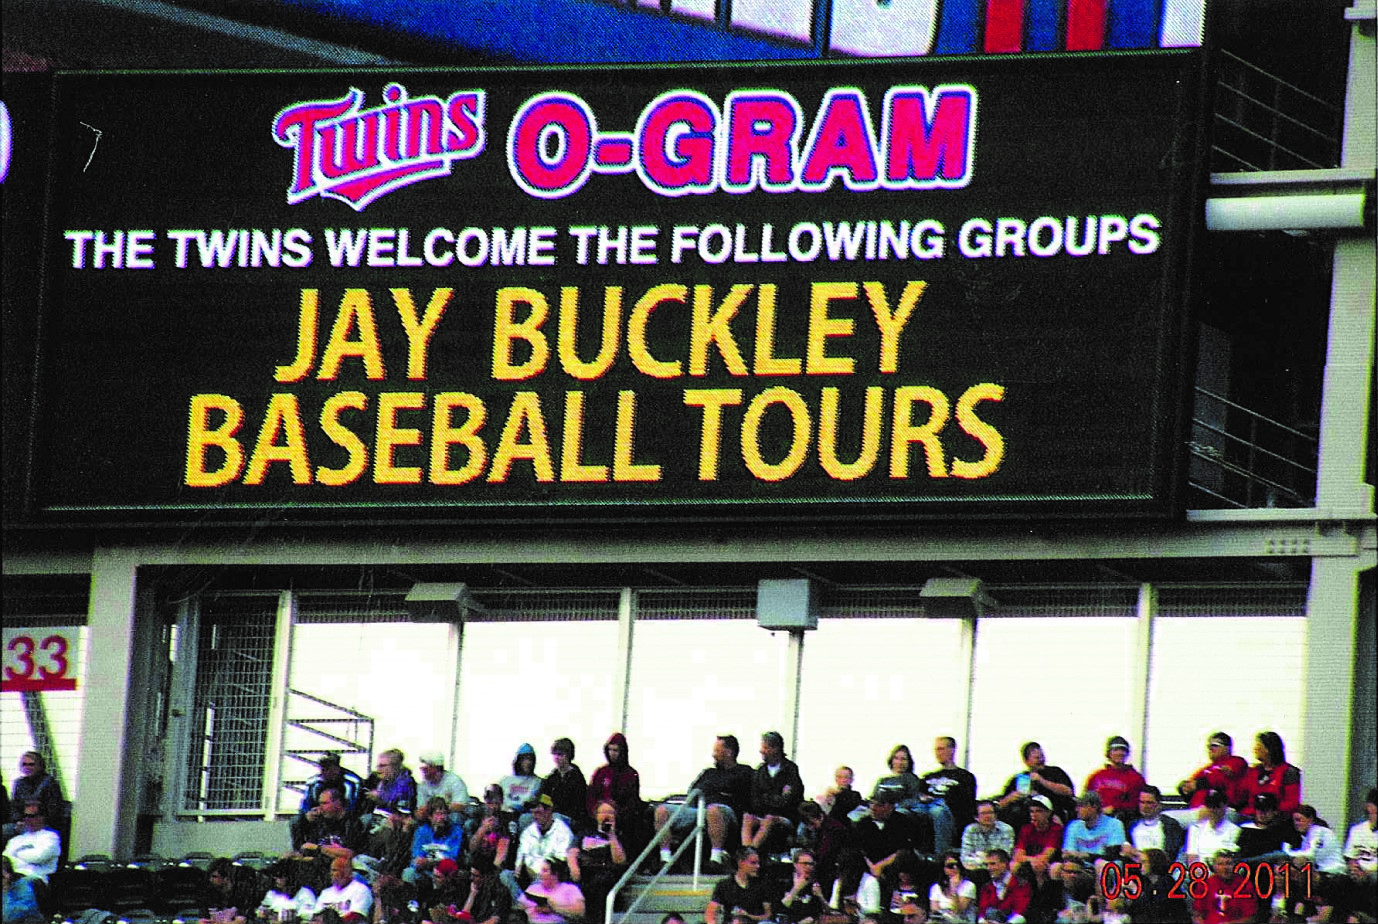 Twins O-GRAM
THE TWINS WELCOME THE FOLLOWING GROUPS
JAY BUCKLEY
BASEBALL TOURS
33
05.28.2011